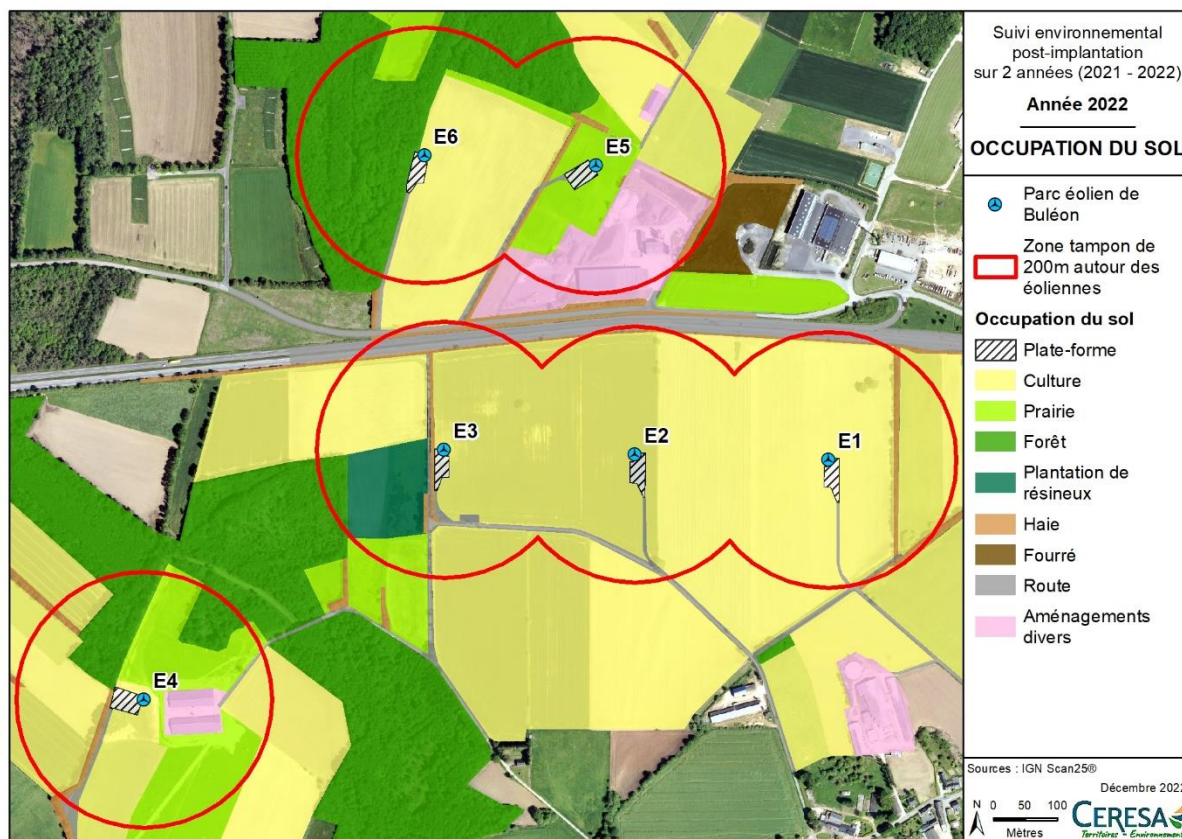 Suivi environnemental
post-implantation
sur 2 années (2021 - 2022)
Année 2022
OCCUPATION DU SOL
Parc éolien de
Buléon
Zone tampon de
200m autour des
éoliennes
Occupation du sol
Plate-forme
Culture
Prairie
Forêt
Plantation de
résineux
Haie
Fourré
Route
Aménagements
divers
E6
E5
E3
E2
E1
E4
Sources : IGN Scan25®
Décembre 2022
N 0 50 100
Mètres
CERESA
Territoires - Environnement